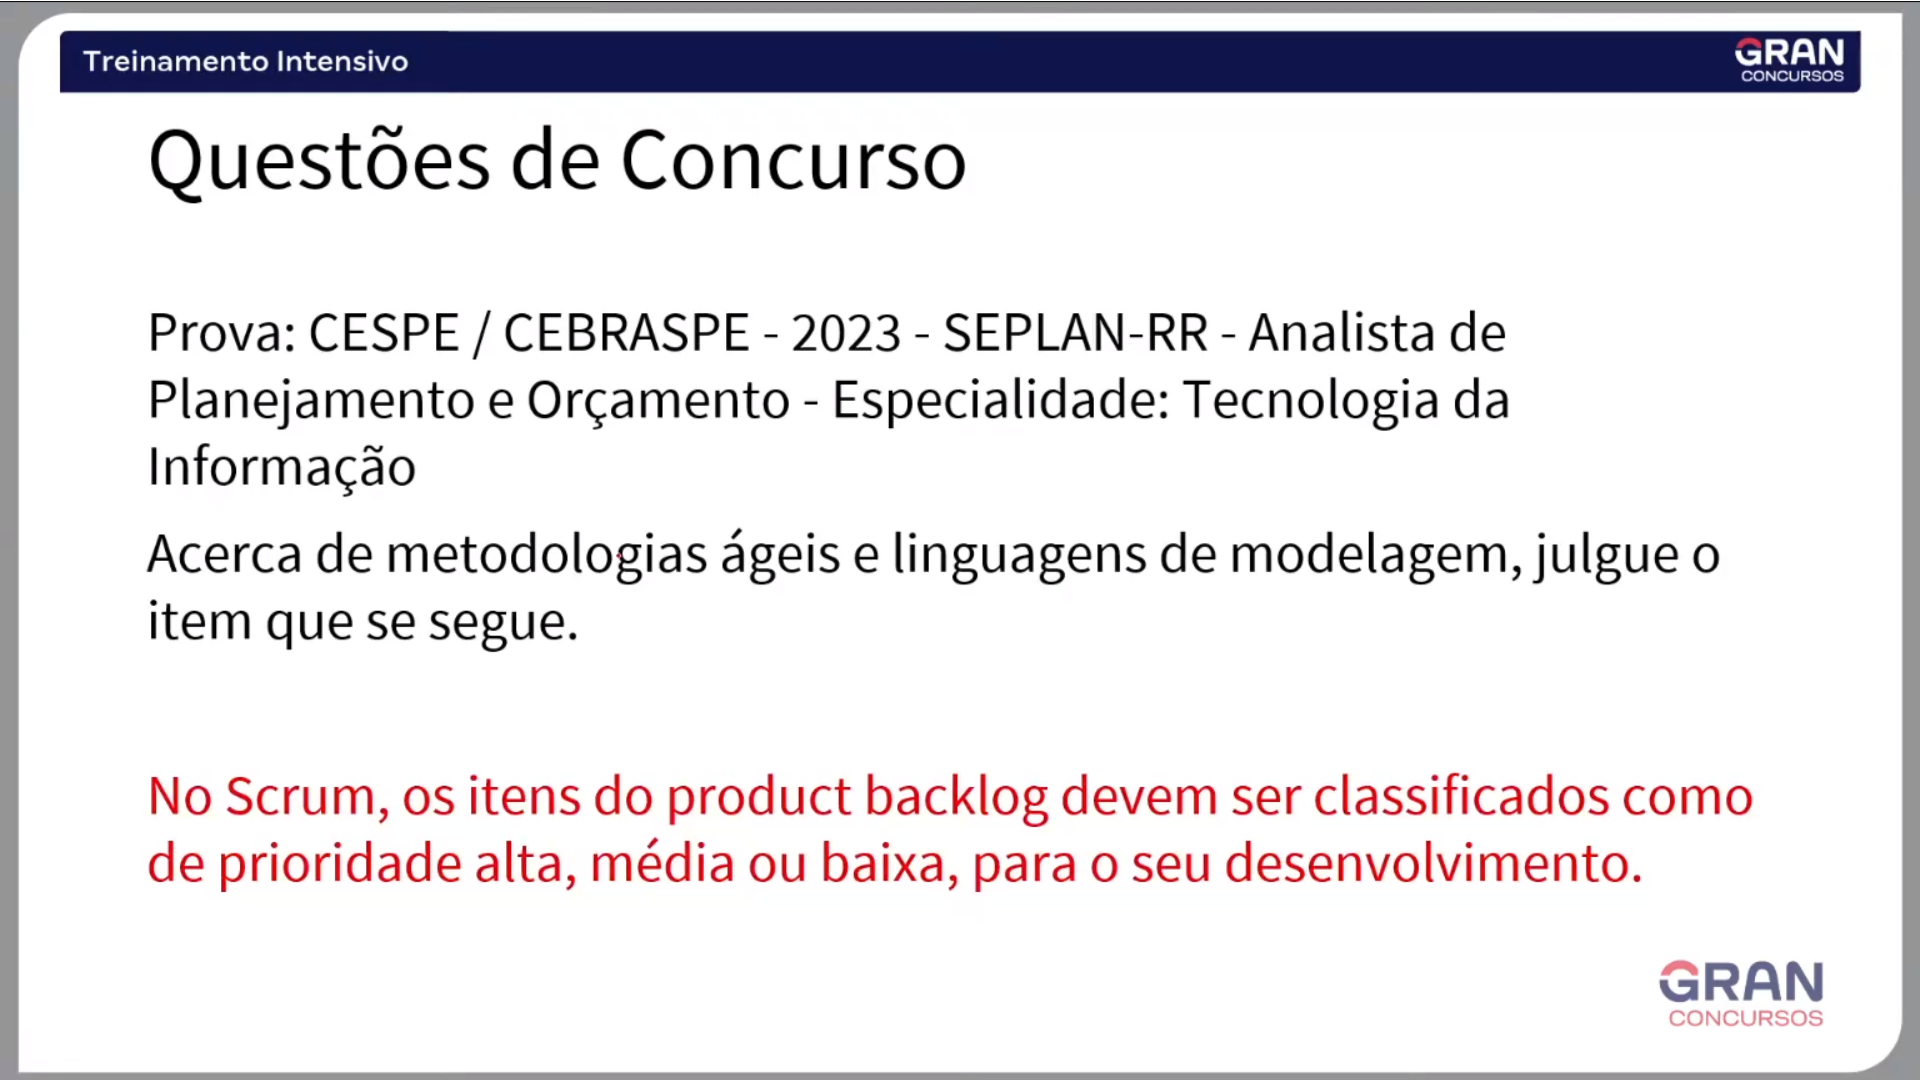 Treinamento Intensivo
GRAN
CONCURSOS
Questões de Concurso
Prova: CESPE / CEBRASPE - 2023 - SEPLAN-RR - Analista de
Planejamento e Orçamento - Especialidade: Tecnologia da
Informação
Acerca de metodologias ágeis e linguagens de modelagem, julgue o
item que se segue.
No Scrum, os itens do product backlog devem ser classificados como
de prioridade alta, média ou baixa, para o seu desenvolvimento.
GRAN
CONCURSOS